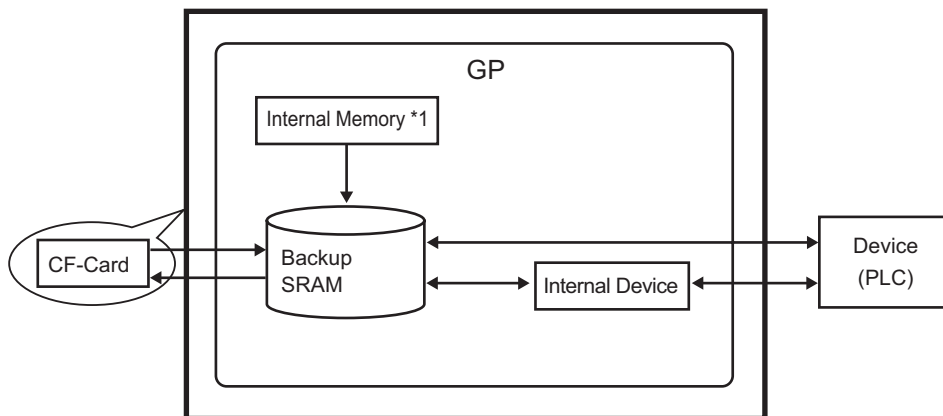 GP
Internal Memory *1
CF-Card
Backup
SRAM
Internal Device
Device
(PLC)